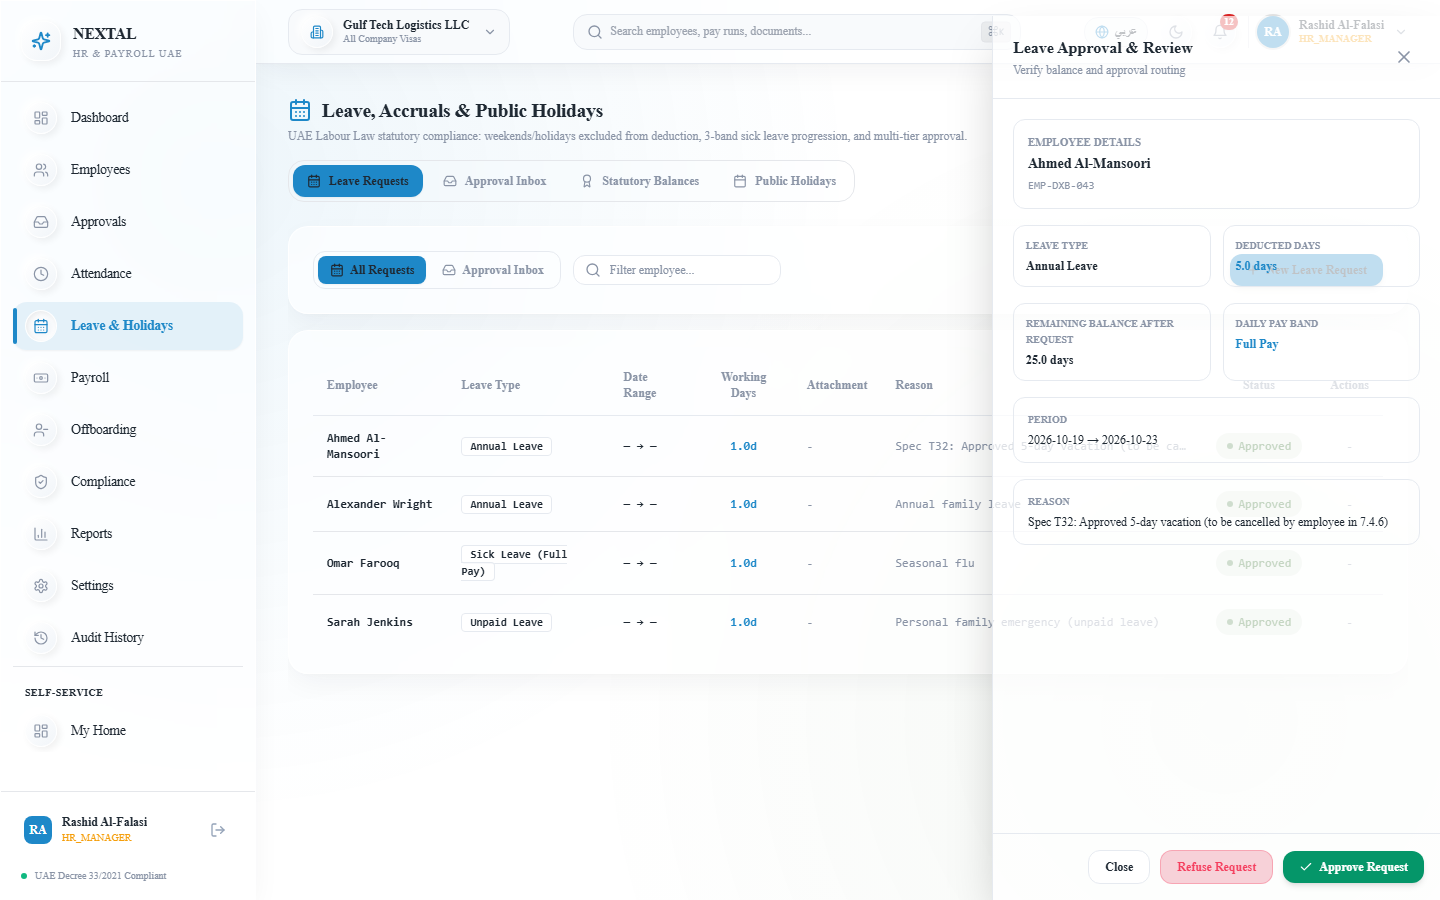 NEXTAL
HR & PAYROLL UAE
Dashboard
Employees
Approvals
Attendance
Leave & Holidays
Payroll
Offboarding
Compliance
Reports
Settings
Audit History
SELF-SERVICE
My Home
RA
Rashid Al-Falasi
HR_MANAGER
UAE Decree 33/2021 Compliant
Gulf Tech Logistics LLC
All Company Visas
Search employees, pay runs, documents...
عربي
12
RA
Rashid Al-Falasi
HR_MANAGER
Leave, Accruals & Public Holidays
UAE Labour Law statutory compliance: weekends/holidays excluded from deduction, 3-band sick leave progression, and multi-tier approval.
Leave Requests
Approval Inbox
Statutory Balances
Public Holidays
All Requests
Approval Inbox
Filter employee...
New Leave Request
Employee
Leave Type
Date Range
Working Days
Attachment
Reason
Status
Actions
Ahmed Al-Mansoori
Annual Leave
— → —
1.0d
-
Spec T32: Approved 5-day vacation (to be ca…
Approved
-
Alexander Wright
Annual Leave
— → —
1.0d
-
Annual family leave
Approved
-
Omar Farooq
Sick Leave (Full Pay)
— → —
1.0d
-
Seasonal flu
Approved
-
Sarah Jenkins
Unpaid Leave
— → —
1.0d
-
Personal family emergency (unpaid leave)
Approved
-
Leave Approval & Review
Verify balance and approval routing
EMPLOYEE DETAILS
Ahmed Al-Mansoori
EMP-DXB-043
LEAVE TYPE
Annual Leave
DEDUCTED DAYS
5.0 days
REMAINING BALANCE AFTER
REQUEST
25.0 days
DAILY PAY BAND
Full Pay
PERIOD
2026-10-19 → 2026-10-23
REASON
Spec T32: Approved 5-day vacation (to be cancelled by employee in 7.4.6)
Close
Refuse Request
Approve Request